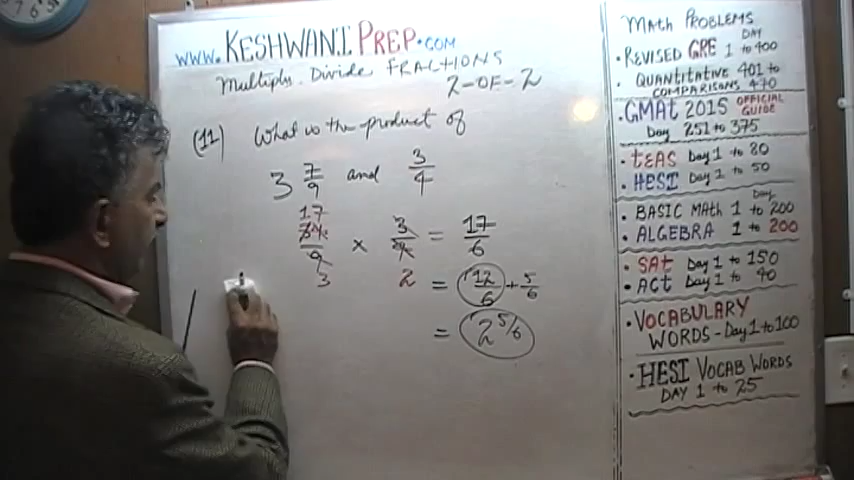 www.KESHWANI PREP.COM
Multiply. Divide FRACTIONS
2-OF-2
(11) What is the product of
3 7/9 and 3/4
17
34/9 × 3/4 = 17/6
3 2
= 12/6 + 5/6
= 2 5/6
MATH PROBLEMS
DAY
• REVISED GRE 1 to 400
• QUANTITATIVE 401 to
COMPARISONS 470
• GMAT 2015 OFFICIAL GUIDE
Day 251 to 375
• TEAS Day 1 to 80
• HESI Day 1 to 50
Day
• BASIC MATH 1 to 200
• ALGEBRA 1 to 200
• SAT Day 1 to 150
• ACT Day 1 to 40
• VOCABULARY
WORDS - Day 1 to 100
• HESI VOCAB WORDS
DAY 1 to 25